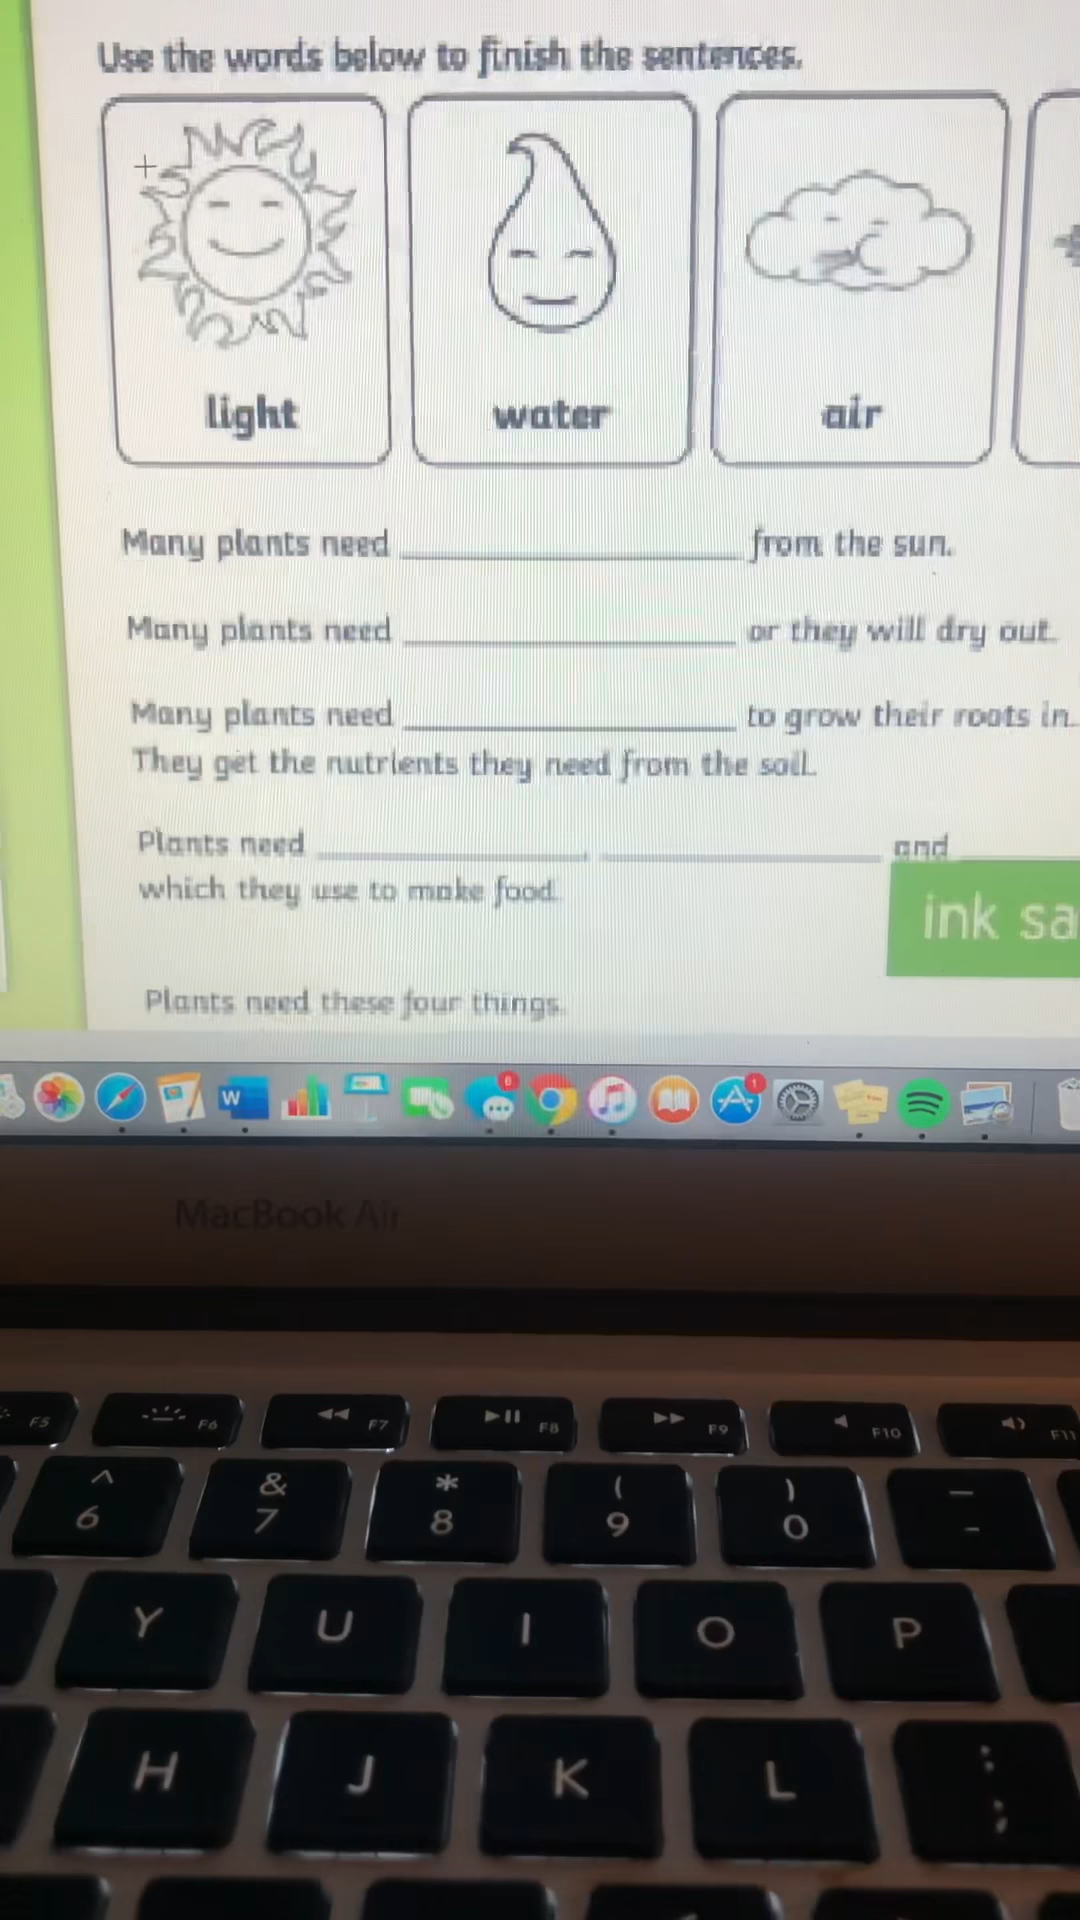 Use the words below to finish the sentences.
light water air
Many plants need from the sun.
Many plants need or they will dry out.
Many plants need to grow their roots in.
They get the nutrients they need from the soil.
Plants need and
which they use to make food.
ink sa
Plants need these four things.
W 6 1
MacBook Air
F5 F6 F7 F8 F9 F10 F11
^ & * ( ) _
6 7 8 9 0 -
Y U I O P
H J K L : ;